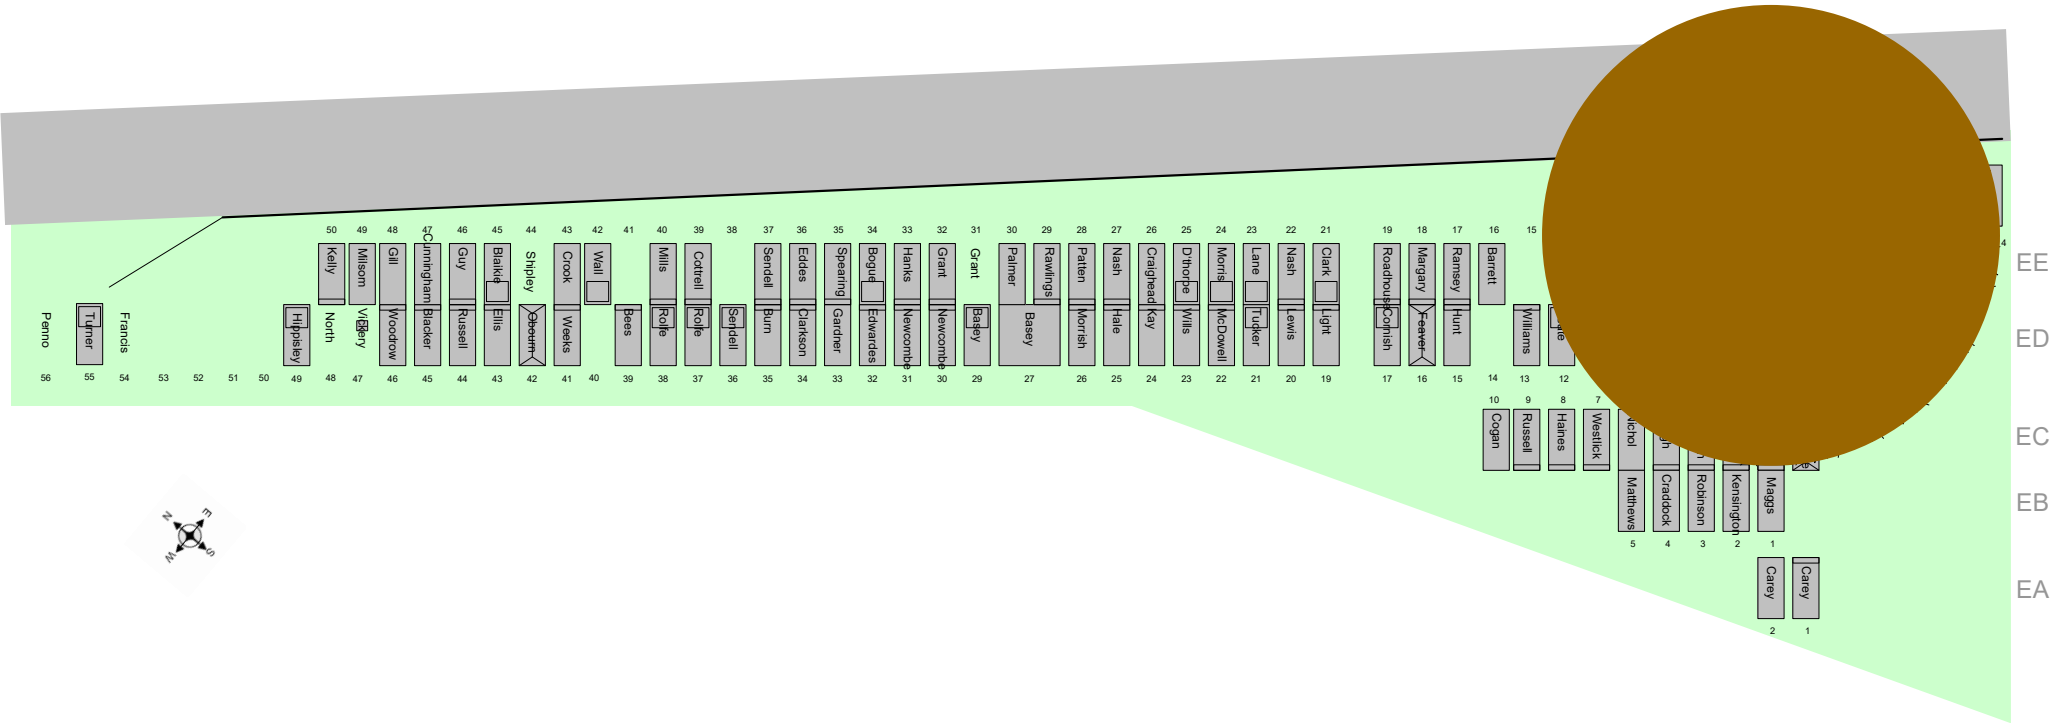 50 49 48 47 46 45 44 43 42 41 40 39 38 37 36 35 34 33 32 31 30 29 28 27 26 25 24 23 22 21 19 18 17 16 15 4
Kelly Milsom Gill Cunningham Guy Blaikie Shipley Crook Wall Mills Cottrell Sendell Eddes Spearing Bogue Hanks Grant Grant Palmer Rawlings Patten Nash Craighead D'thorpe Morris Lane Nash Clark Roadhouse Margary Ramsey Barrett
EE
Penno Turner Francis Hippisley North Vickery Woodrow Blacker Russell Ellis Oburn Weeks Bees Rolfe Rolfe Sendell Burn Clarkson Gardner Edwardes Newcombe Newcombe Basey Basey Morrish Hale Kay Wills McDowell Tucker Lewis Light Cornish Feaver Hunt Williams
ED
56 55 54 53 52 51 50 49 48 47 46 45 44 43 42 41 40 39 38 37 36 35 34 33 32 31 30 29 27 26 25 24 23 22 21 20 19 17 16 15 14 13 12
10 9 8 7
Cogan Russell Haines Westlick Nichol
EC
Matthews Craddock Robinson Kensington Maggs
EB
5 4 3 2 1
Carey Carey
EA
2 1
N E S W